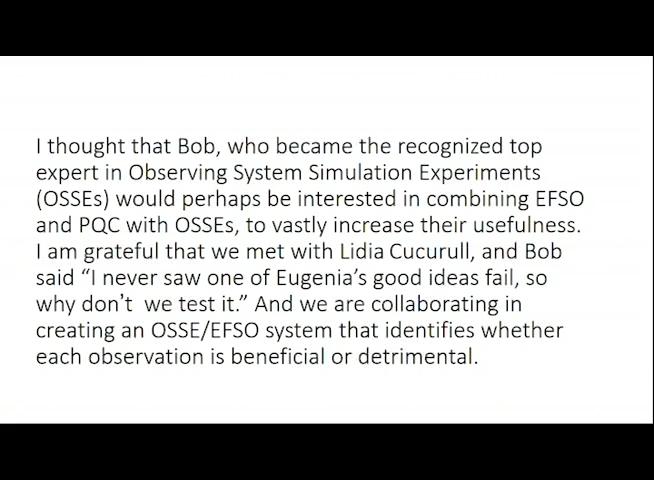 I thought that Bob, who became the recognized top
expert in Observing System Simulation Experiments
(OSSEs) would perhaps be interested in combining EFSO
and PQC with OSSEs, to vastly increase their usefulness.
I am grateful that we met with Lidia Cucurull, and Bob
said “I never saw one of Eugenia’s good ideas fail, so
why don’t  we test it.” And we are collaborating in
creating an OSSE/EFSO system that identifies whether
each observation is beneficial or detrimental.